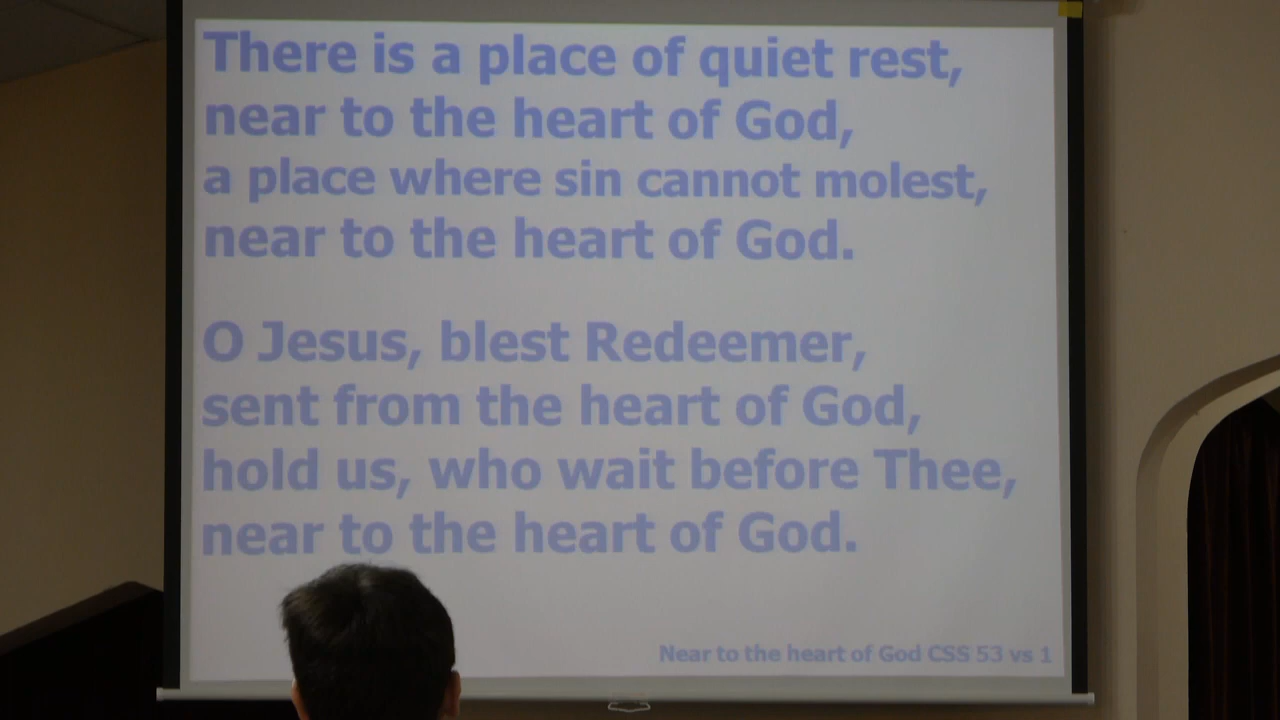 There is a place of quiet rest,
near to the heart of God,
a place where sin cannot molest,
near to the heart of God.
O Jesus, blest Redeemer,
sent from the heart of God,
hold us, who wait before Thee,
near to the heart of God.
Near to the heart of God CSS 53 vs 1